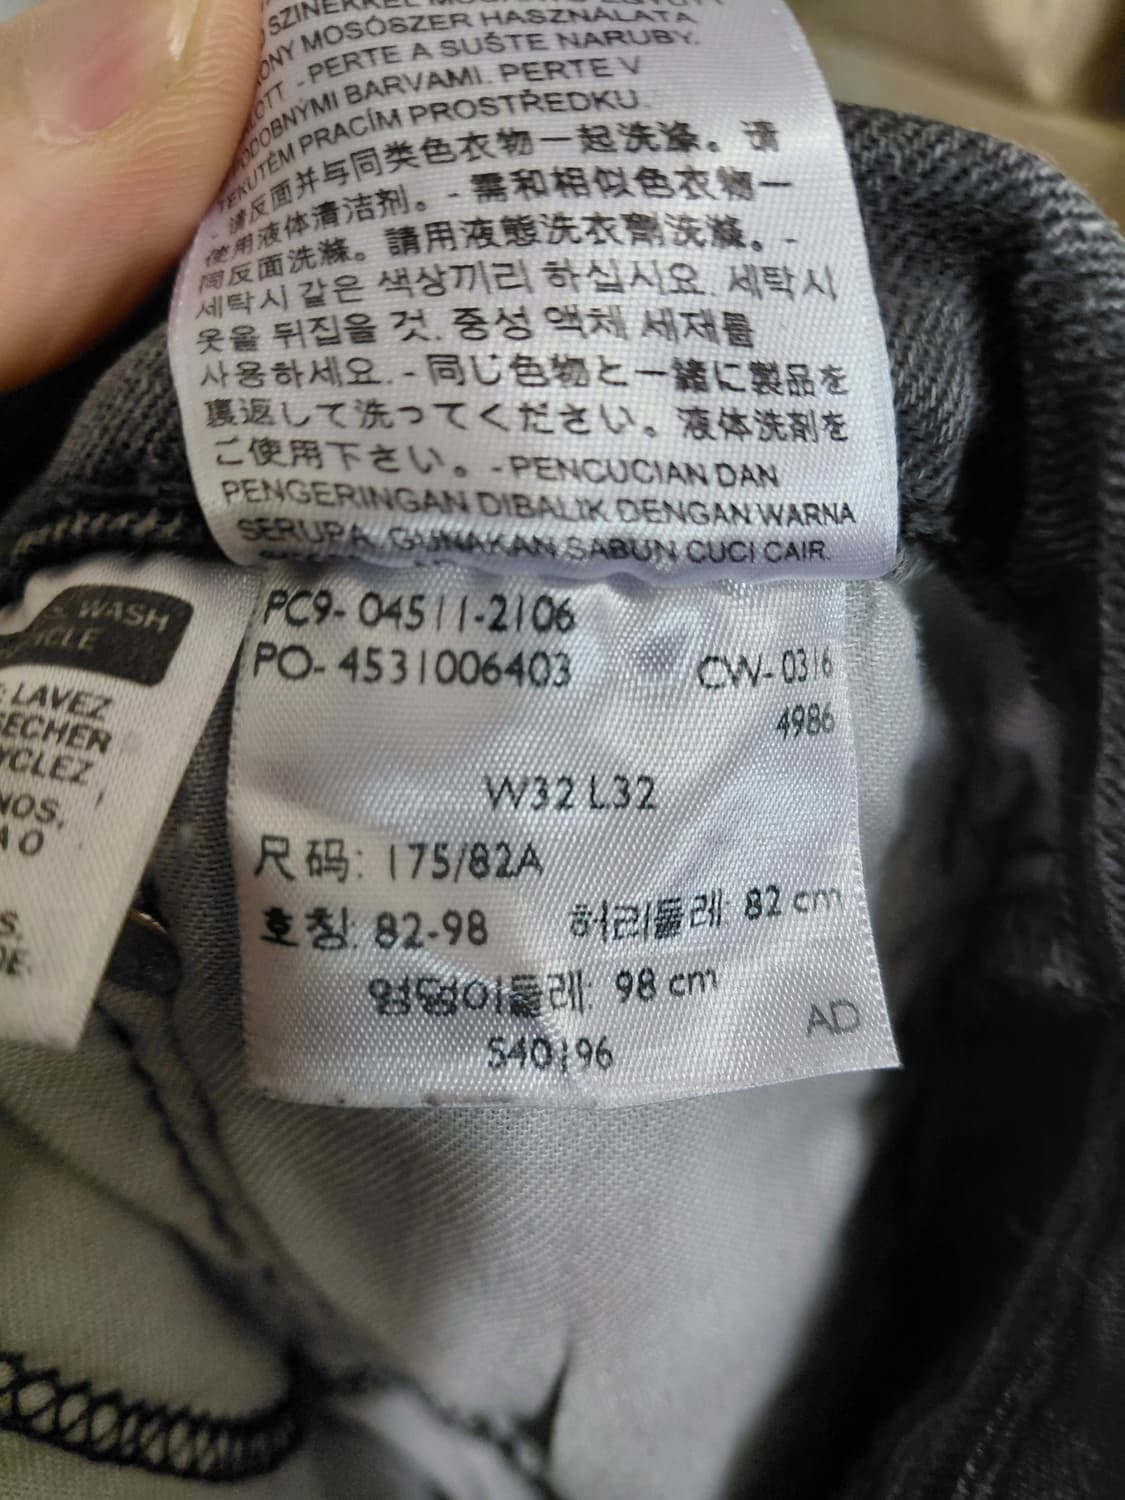 ONY MOSÓSZER HASZNÁLATA
- PERTE A SUŠTE NARUBY.
BARVAMI. PERTE V
TEKUTÉM PRACÍM PROSTŘEDKU.
- 请反面并与同类色衣物一起洗涤。请
使用液体清洁剂。- 需和相似色衣物一
同反面洗滌。請用液態洗衣劑洗滌。-
세탁시 같은 색상끼리 하십시요. 세탁시
옷을 뒤집을 것. 중성 액체 세제를
사용하세요. - 同じ色物と一緒に製品を
裏返して洗ってください。液体洗剤を
ご使用下さい。- PENCUCIAN DAN
PENGERINGAN DIBALIK DENGAN WARNA
SERUPA. GUNAKAN SABUN CUCI CAIR.
WASH
LAVEZ
SECHER
O
PC9- 04511-2106
PO- 4531006403 CW- 0316
4986
W32 L32
尺码: 175/82A
호칭: 82-98 허리둘레: 82 cm
엉덩이둘레: 98 cm
AD
S40196